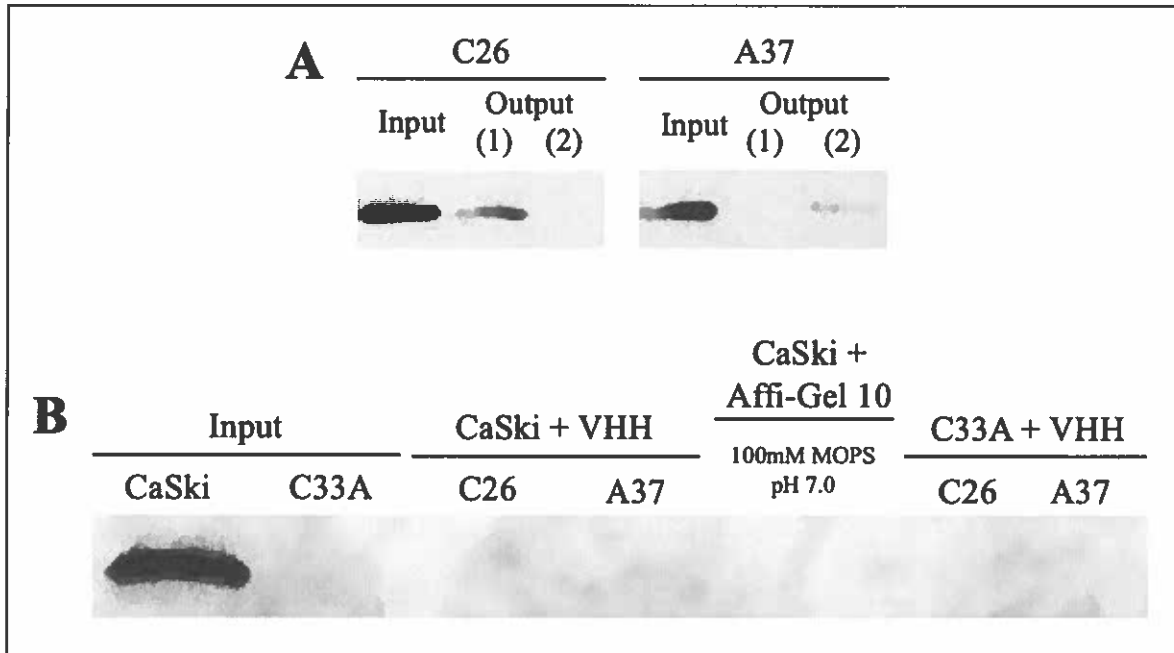 A
C26
A37
Input
Output
(1) (2)
Input
Output
(1) (2)
B
Input
CaSki + VHH
CaSki +
Affi-Gel 10
C33A + VHH
CaSki
C33A
C26
A37
100mM MOPS
pH 7.0
C26
A37